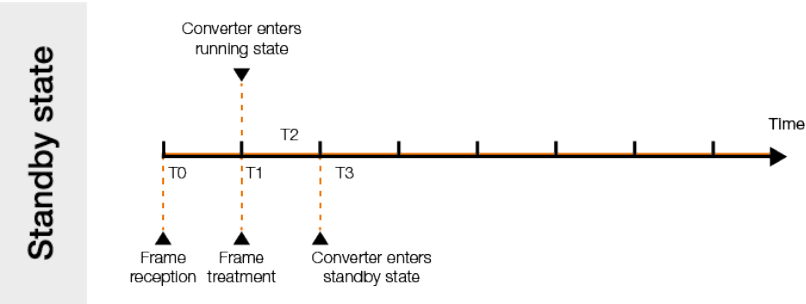 Standby state
Converter enters
running state
Time
T2
T0
T1
T3
Frame
reception
Frame
treatment
Converter enters
standby state